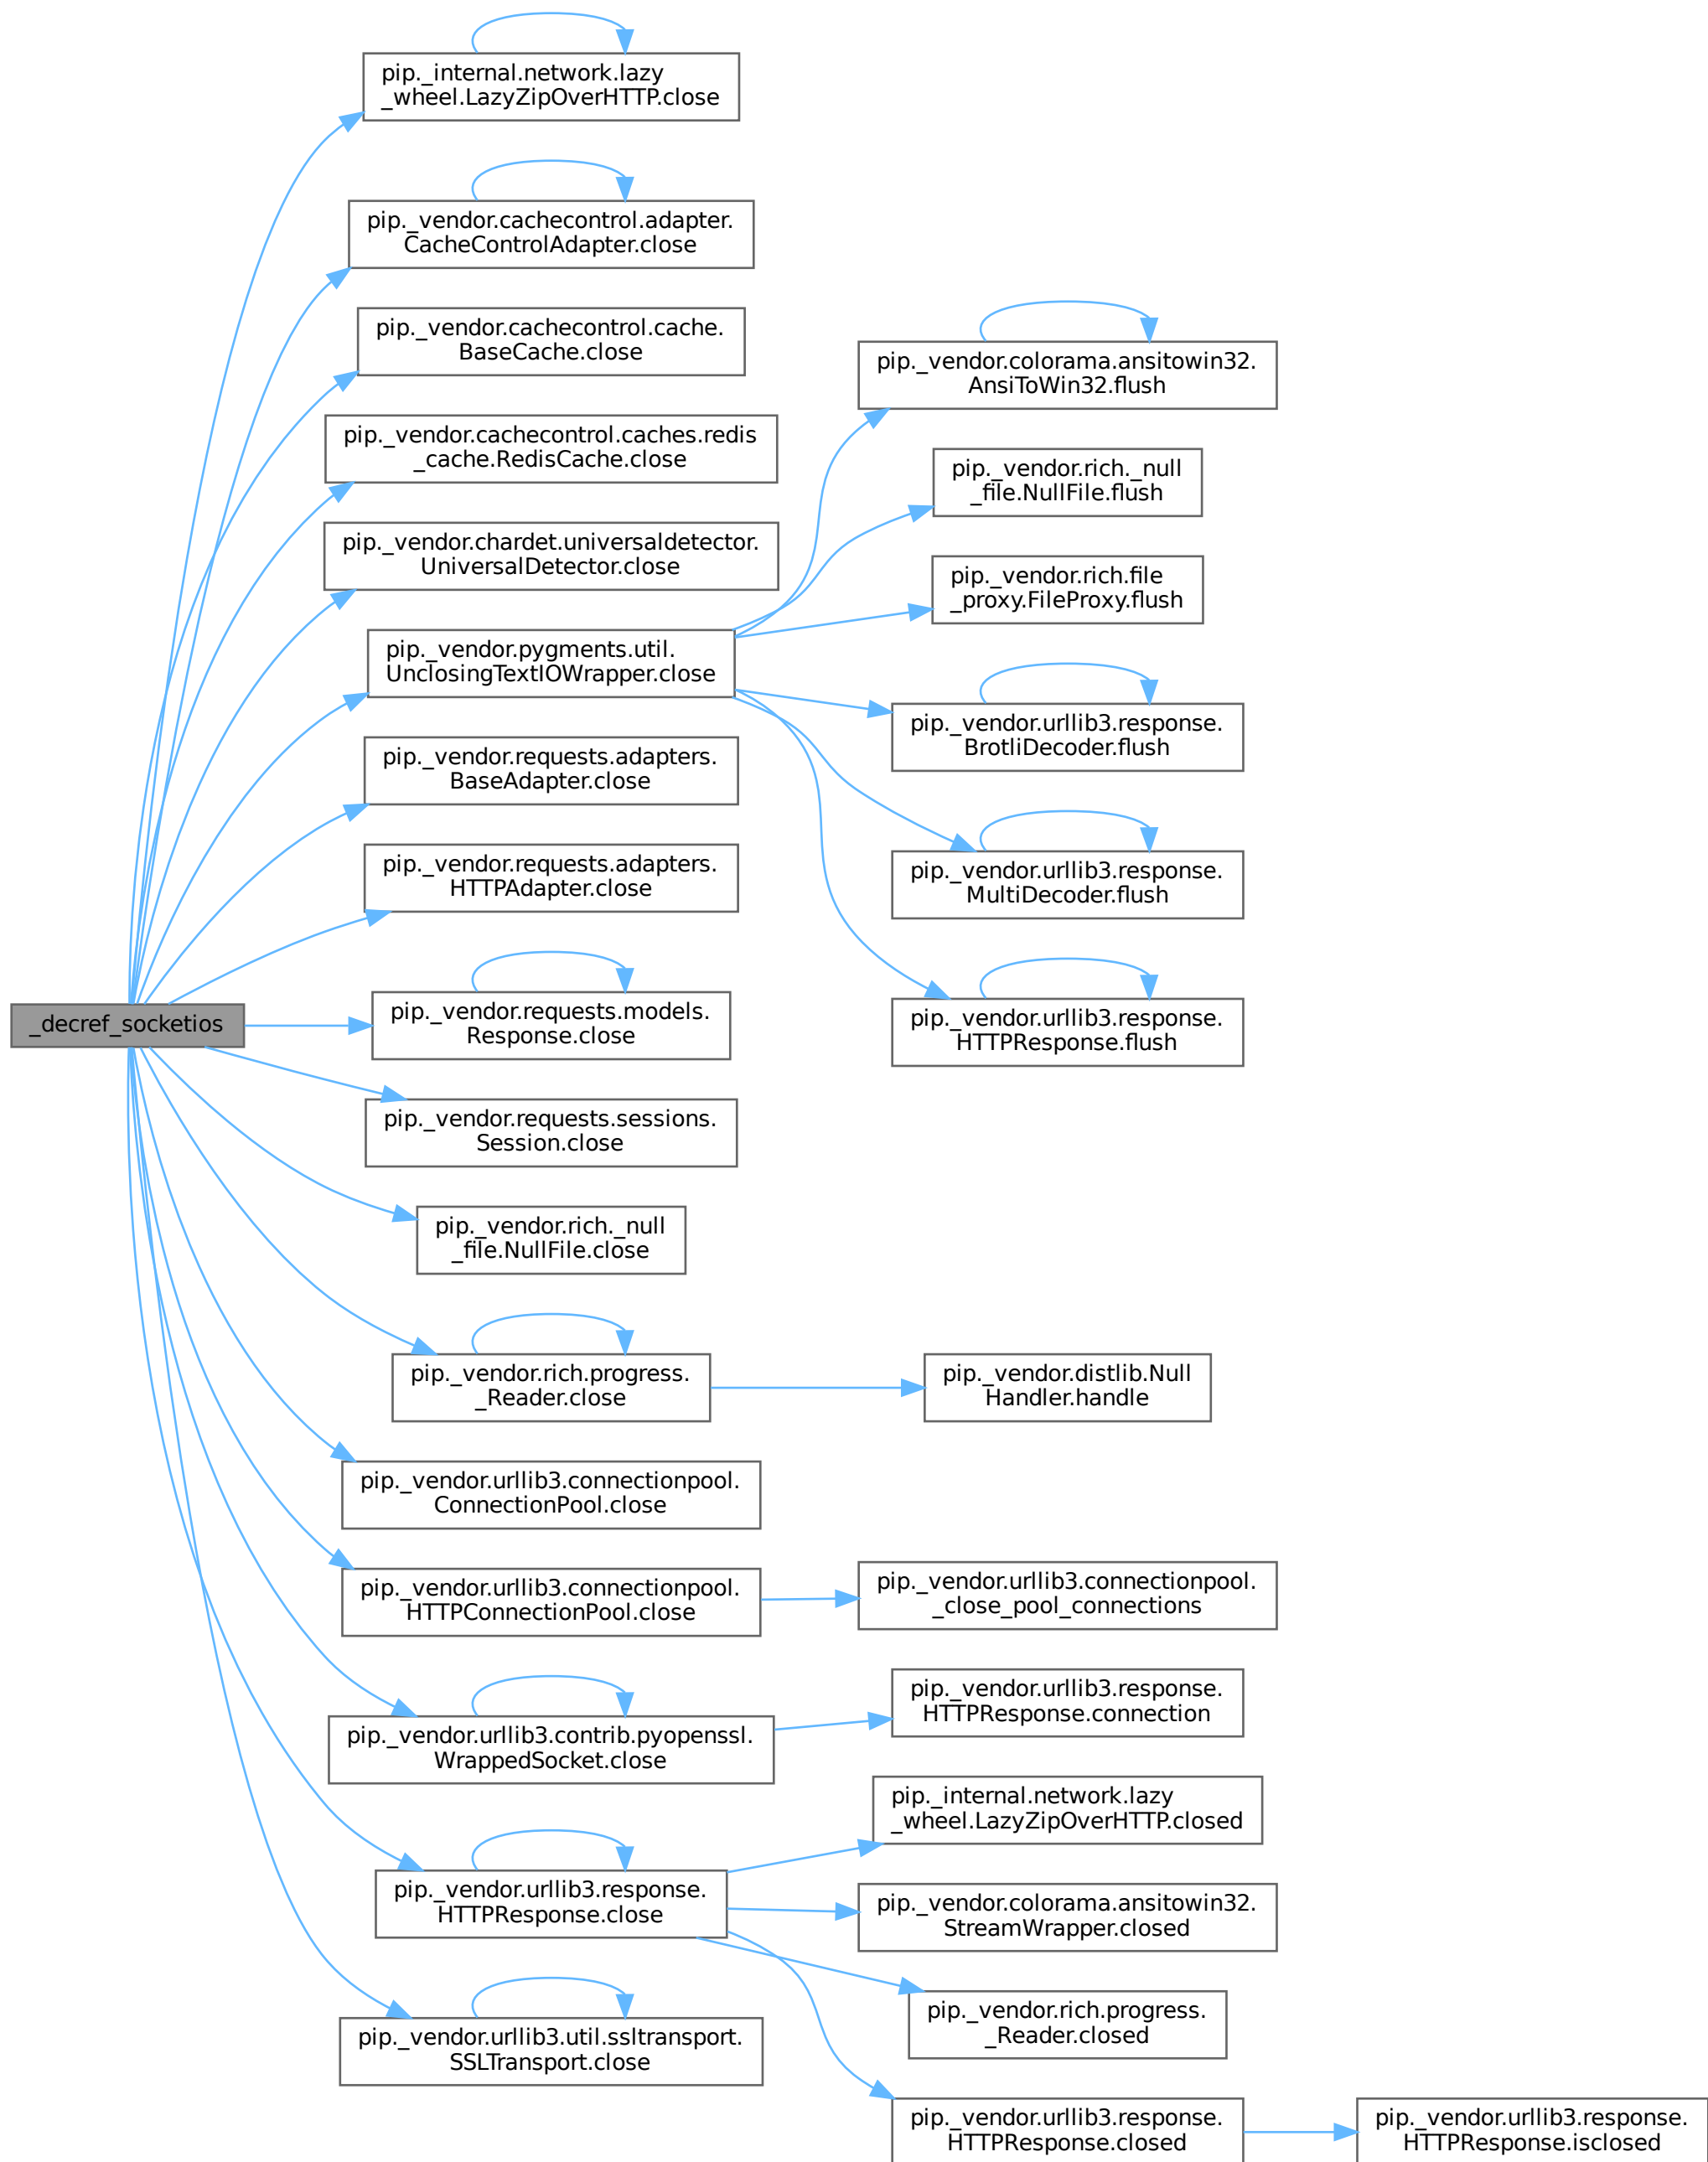 _decref_socketios
pip._internal.network.lazy
_wheel.LazyZipOverHTTP.close
pip._vendor.cachecontrol.adapter.
CacheControlAdapter.close
pip._vendor.cachecontrol.cache.
BaseCache.close
pip._vendor.cachecontrol.caches.redis
_cache.RedisCache.close
pip._vendor.chardet.universaldetector.
UniversalDetector.close
pip._vendor.pygments.util.
UnclosingTextIOWrapper.close
pip._vendor.requests.adapters.
BaseAdapter.close
pip._vendor.requests.adapters.
HTTPAdapter.close
pip._vendor.requests.models.
Response.close
pip._vendor.requests.sessions.
Session.close
pip._vendor.rich._null
_file.NullFile.close
pip._vendor.rich.progress.
_Reader.close
pip._vendor.urllib3.connectionpool.
ConnectionPool.close
pip._vendor.urllib3.connectionpool.
HTTPConnectionPool.close
pip._vendor.urllib3.contrib.pyopenssl.
WrappedSocket.close
pip._vendor.urllib3.response.
HTTPResponse.close
pip._vendor.urllib3.util.ssltransport.
SSLTransport.close
pip._vendor.colorama.ansitowin32.
AnsiToWin32.flush
pip._vendor.rich._null
_file.NullFile.flush
pip._vendor.rich.file
_proxy.FileProxy.flush
pip._vendor.urllib3.response.
BrotliDecoder.flush
pip._vendor.urllib3.response.
MultiDecoder.flush
pip._vendor.urllib3.response.
HTTPResponse.flush
pip._vendor.distlib.Null
Handler.handle
pip._vendor.urllib3.connectionpool.
_close_pool_connections
pip._vendor.urllib3.response.
HTTPResponse.connection
pip._internal.network.lazy
_wheel.LazyZipOverHTTP.closed
pip._vendor.colorama.ansitowin32.
StreamWrapper.closed
pip._vendor.rich.progress.
_Reader.closed
pip._vendor.urllib3.response.
HTTPResponse.closed
pip._vendor.urllib3.response.
HTTPResponse.isclosed